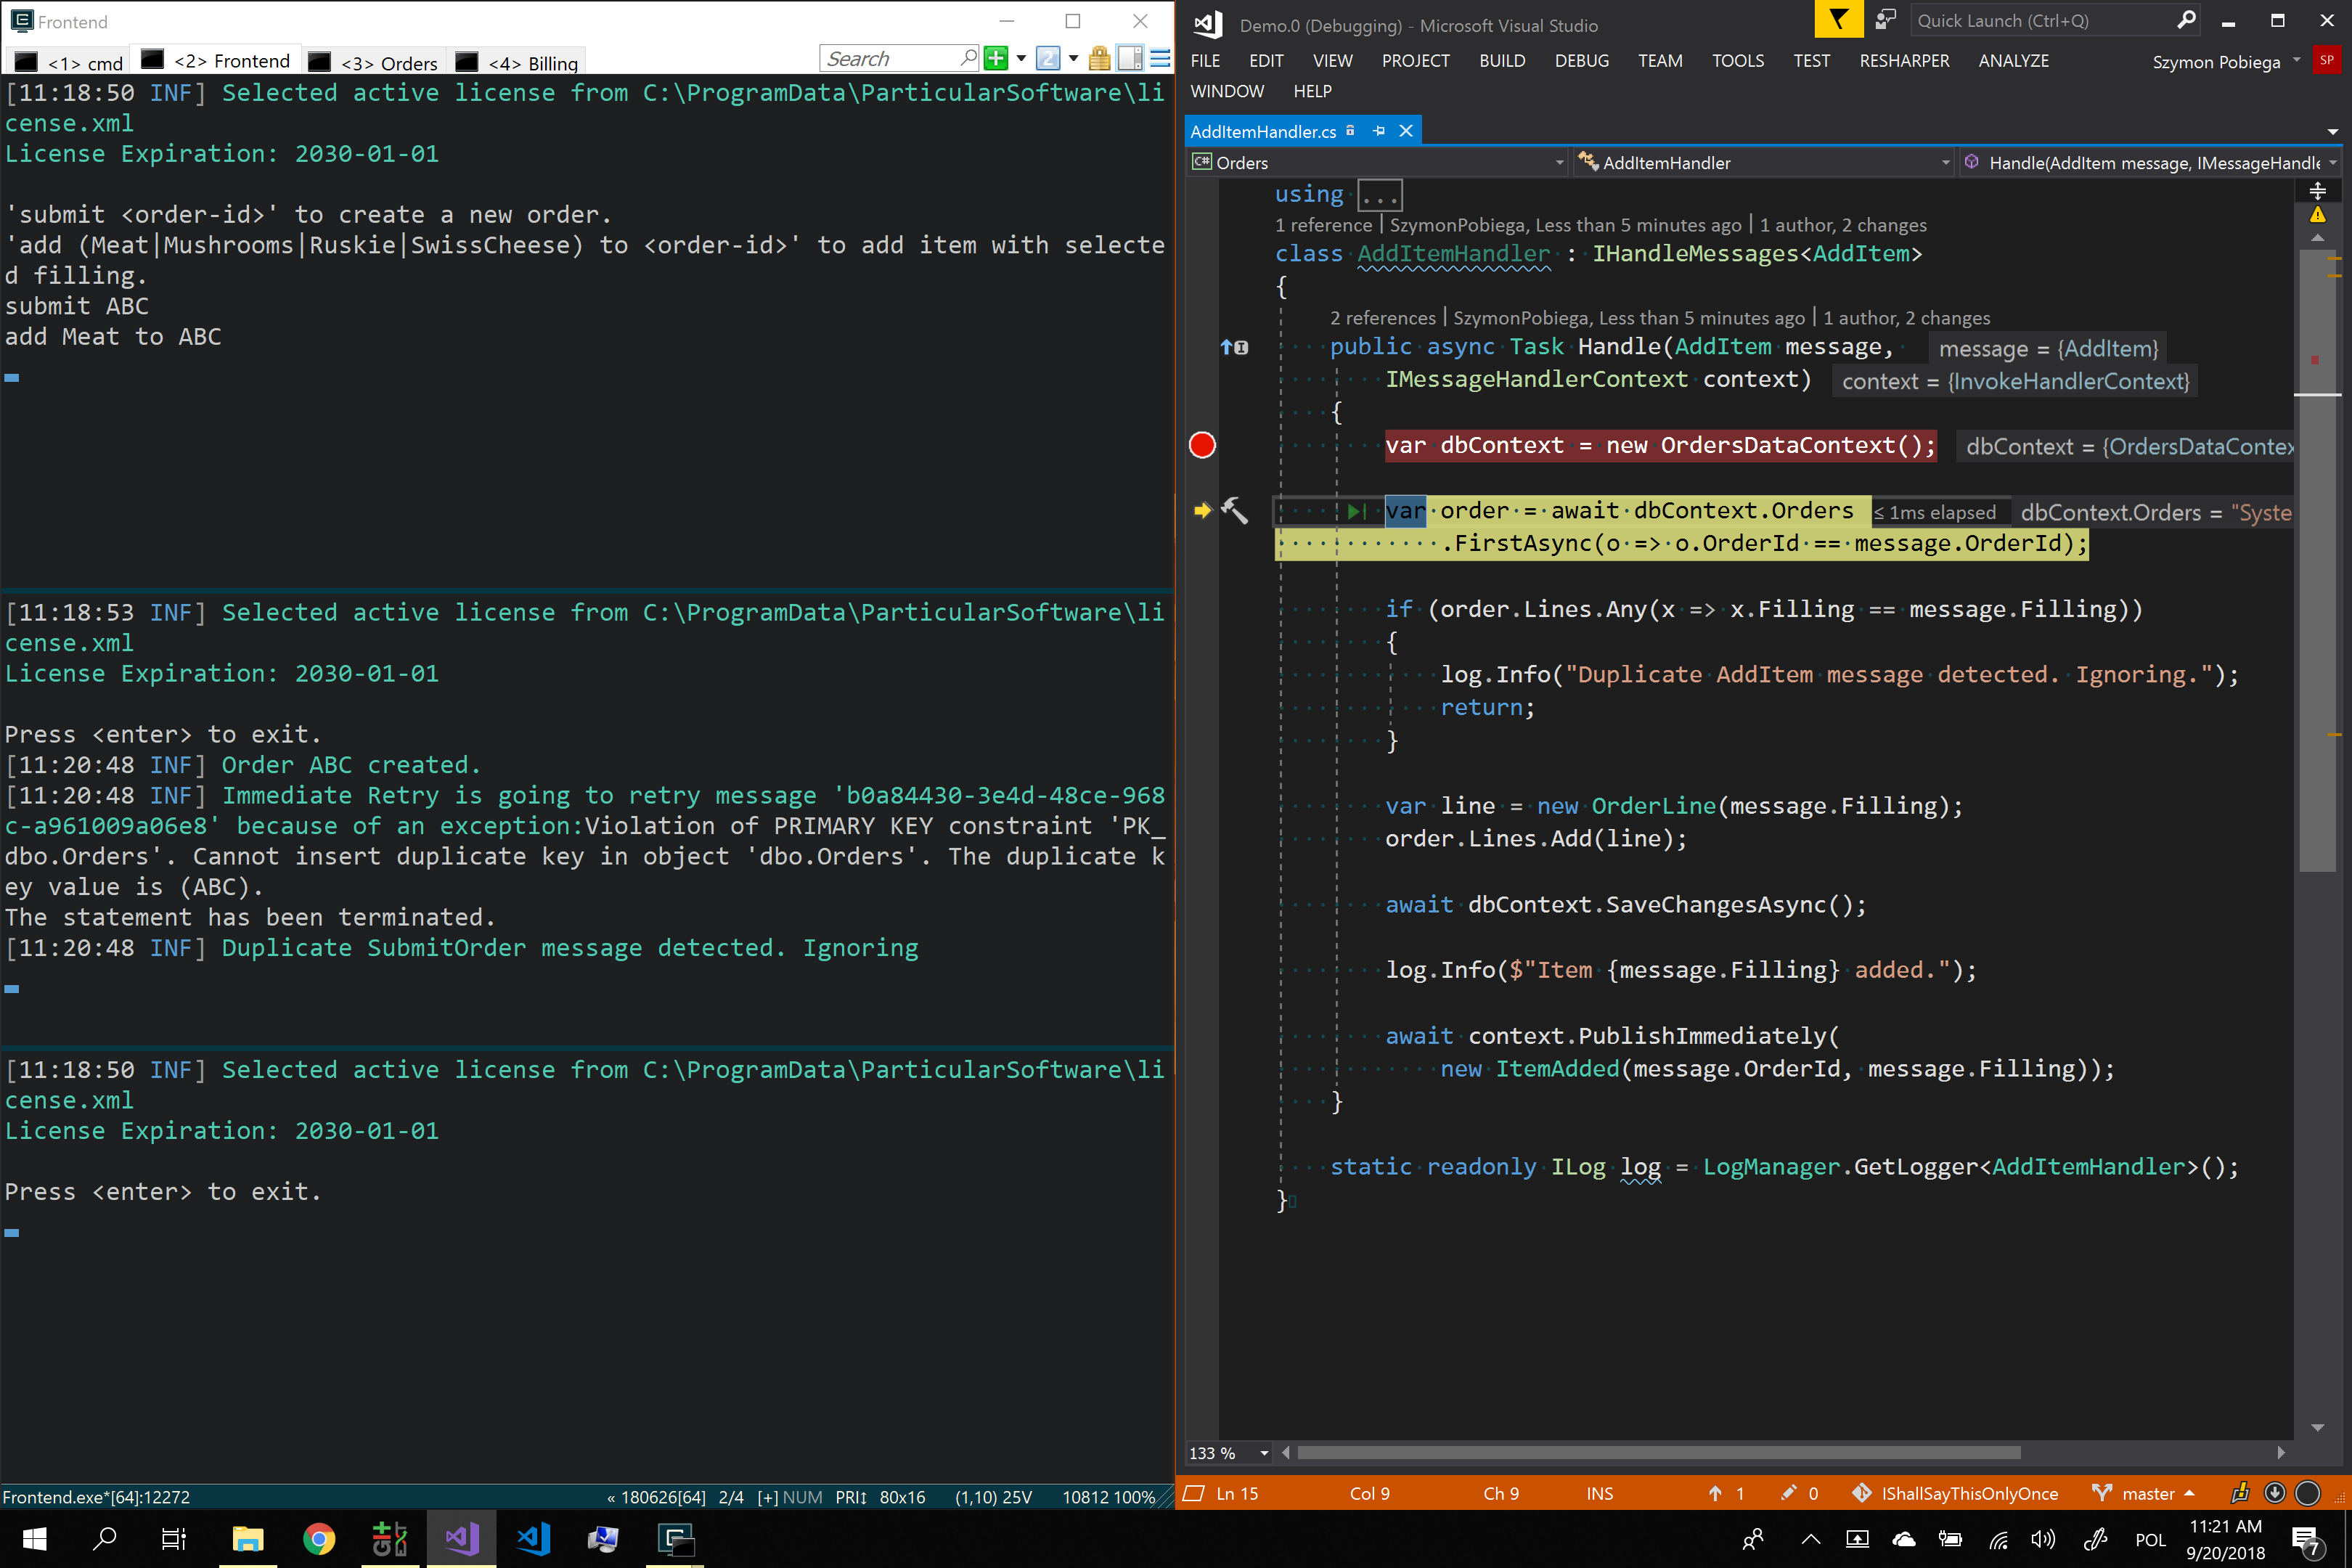 Frontend
<1> cmd
<2> Frontend
<3> Orders
<4> Billing
Search
[11:18:50 INF] Selected active license from C:\ProgramData\ParticularSoftware\li
cense.xml
License Expiration: 2030-01-01
'submit <order-id>' to create a new order.
'add (Meat|Mushrooms|Ruskie|SwissCheese) to <order-id>' to add item with selecte
d filling.
submit ABC
add Meat to ABC
[11:18:53 INF] Selected active license from C:\ProgramData\ParticularSoftware\li
cense.xml
License Expiration: 2030-01-01
Press <enter> to exit.
[11:20:48 INF] Order ABC created.
[11:20:48 INF] Immediate Retry is going to retry message 'b0a84430-3e4d-48ce-968
c-a961009a06e8' because of an exception:Violation of PRIMARY KEY constraint 'PK_
dbo.Orders'. Cannot insert duplicate key in object 'dbo.Orders'. The duplicate k
ey value is (ABC).
The statement has been terminated.
[11:20:48 INF] Duplicate SubmitOrder message detected. Ignoring
[11:18:50 INF] Selected active license from C:\ProgramData\ParticularSoftware\li
cense.xml
License Expiration: 2030-01-01
Press <enter> to exit.
Frontend.exe*[64]:12272 « 180626[64] 2/4 [+] NUM PRI↕ 80x16 (1,10) 25V 10812 100%
Demo.0 (Debugging) - Microsoft Visual Studio
Quick Launch (Ctrl+Q)
FILE EDIT VIEW PROJECT BUILD DEBUG TEAM TOOLS TEST RESHARPER ANALYZE
Szymon Pobiega SP
WINDOW HELP
AddItemHandler.cs
C# Orders
AddItemHandler
Handle(AddItem message, IMessageHandle
using ...
1 reference | SzymonPobiega, Less than 5 minutes ago | 1 author, 2 changes
class AddItemHandler : IHandleMessages<AddItem>
{
2 references | SzymonPobiega, Less than 5 minutes ago | 1 author, 2 changes
public async Task Handle(AddItem message, message = {AddItem}
IMessageHandlerContext context) context = {InvokeHandlerContext}
{
var dbContext = new OrdersDataContext(); dbContext = {OrdersDataContex
var order = await dbContext.Orders ≤ 1ms elapsed dbContext.Orders = "Syste
.FirstAsync(o => o.OrderId == message.OrderId);
if (order.Lines.Any(x => x.Filling == message.Filling))
{
log.Info("Duplicate AddItem message detected. Ignoring.");
return;
}
var line = new OrderLine(message.Filling);
order.Lines.Add(line);
await dbContext.SaveChangesAsync();
log.Info($"Item {message.Filling} added.");
await context.PublishImmediately(
new ItemAdded(message.OrderId, message.Filling));
}
static readonly ILog log = LogManager.GetLogger<AddItemHandler>();
}
133 %
Ln 15 Col 9 Ch 9 INS 1 0 IShallSayThisOnlyOnce master
POL
11:21 AM
9/20/2018
7